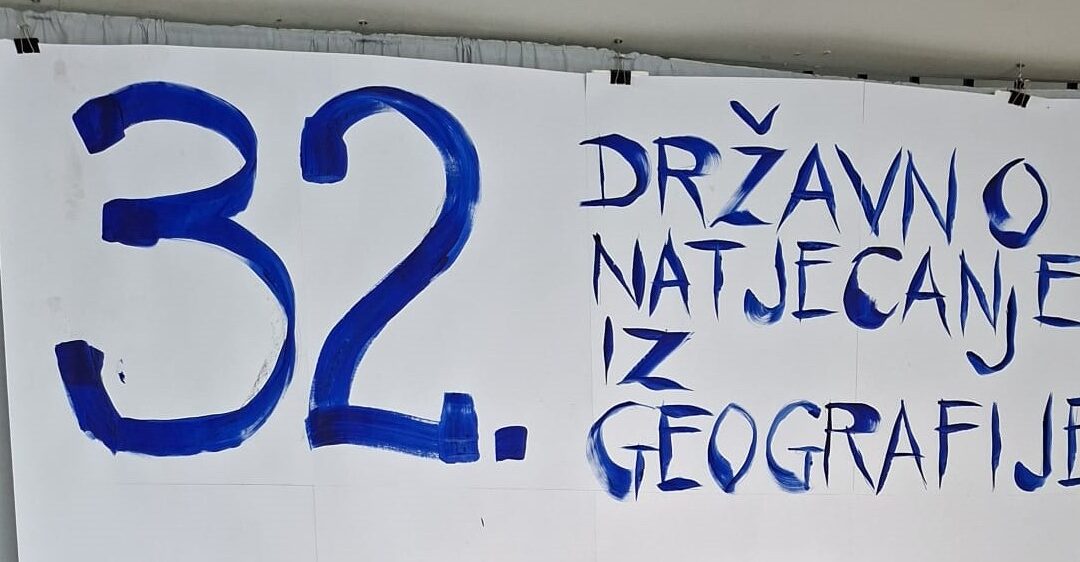 32.
DRŽAVNO
NATJECANJE
IZ
GEOGRAFIJE